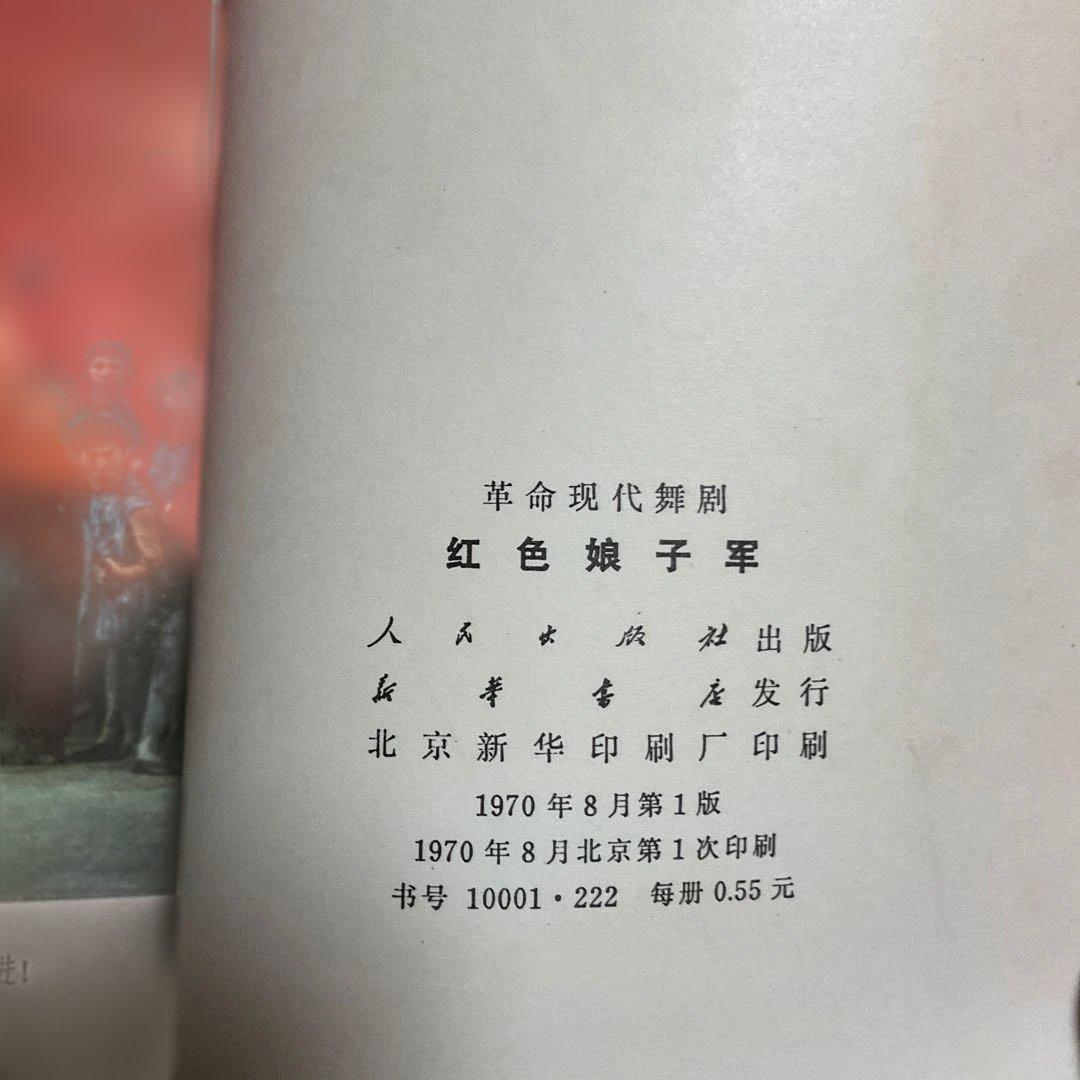 革命现代舞剧
红色娘子军
人民出版社出版
新华书店发行
北京新华印刷厂印刷
1970年8月第1版
1970年8月北京第1次印刷
书号 10001·222 每册 0.55元
进！